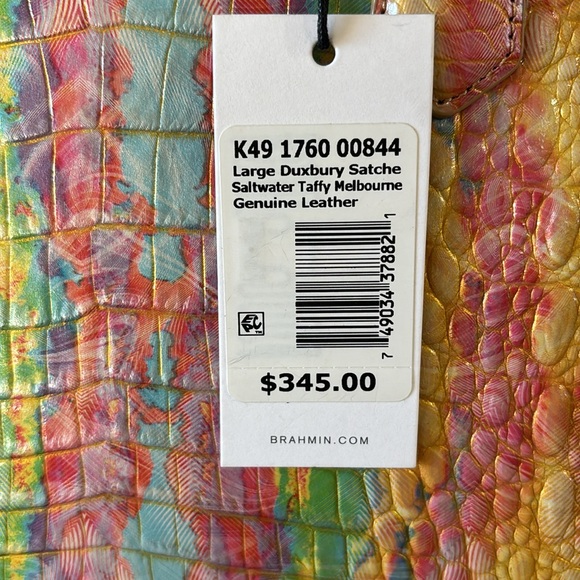 K49 1760 00844
Large Duxbury Satche
Saltwater Taffy Melbourne
Genuine Leather
7 49034 37882 1
$345.00
BRAHMIN.COM